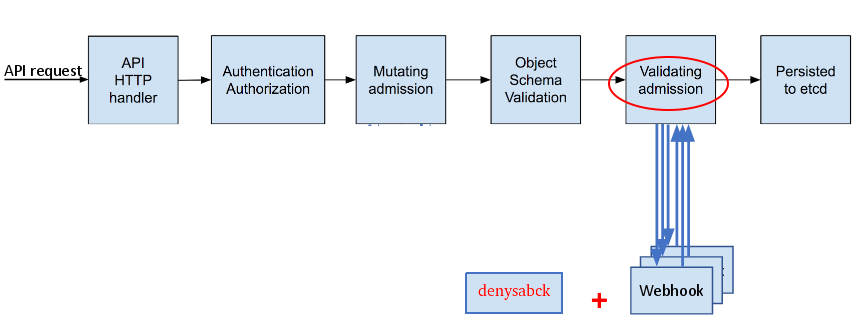 API request
API
HTTP
handler
Authentication
Authorization
Mutating
admission
Object
Schema
Validation
Validating
admission
Persisted
to etcd
denysabck
+
Webhook